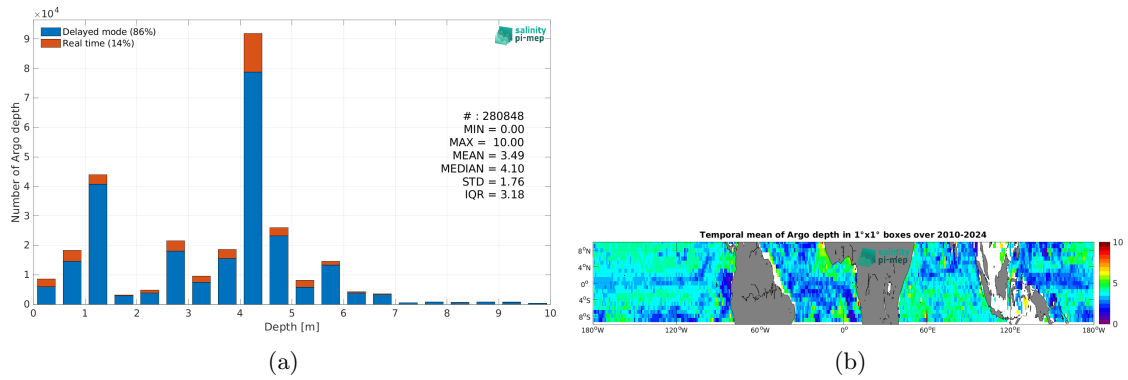 ×10⁴
Delayed mode (86%)
Real time (14%)
salinity
pi-mep
# : 280848
MIN = 0.00
MAX = 10.00
MEAN = 3.49
MEDIAN = 4.10
STD = 1.76
IQR = 3.18
Number of Argo depth
9
8
7
6
5
4
3
2
1
0
0 1 2 3 4 5 6 7 8 9 10
Depth [m]
(a)
Temporal mean of Argo depth in 1°x1° boxes over 2010-2024
salinity
pi-mep
8°N
4°N
0°
4°S
8°S
180°W 120°W 60°W 0° 60°E 120°E 180°W
10
5
0
(b)